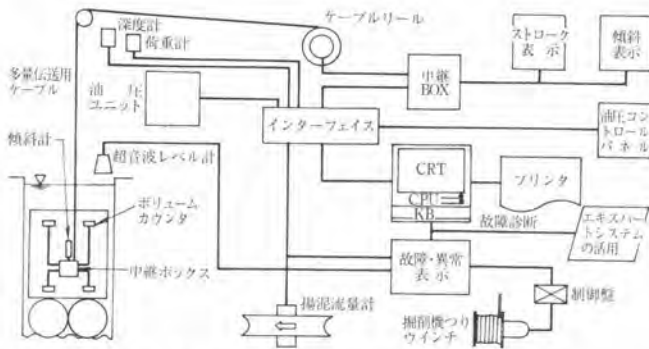 深度計
荷重計
ケーブルリール
ストローク
表示
傾斜
表示
多量伝送用
ケーブル
油圧
ユニット
中継
BOX
インターフェイス
油圧コン
トロール
パネル
傾斜計
超音波レベル計
CRT
CPU
KB
プリンタ
ボリューム
カウンタ
故障診断
エキスパー
トシステム
の活用
中継ボックス
故障・異常
表示
揚泥流量計
制御盤
掘削機つり
ウインチ